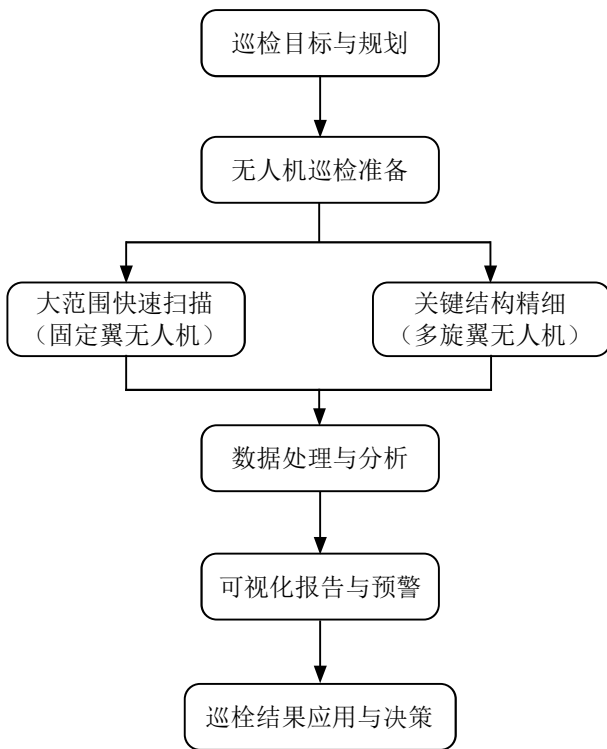 巡检目标与规划
无人机巡检准备
大范围快速扫描
（固定翼无人机）
关键结构精细
（多旋翼无人机）
数据处理与分析
可视化报告与预警
巡栓结果应用与决策